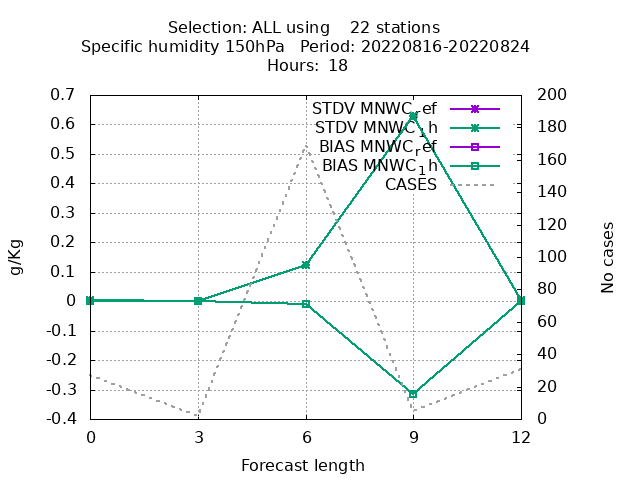 Selection: ALL using 22 stations
Specific humidity 150hPa Period: 20220816-20220824
Hours: 18
0.7
0.6
0.5
0.4
0.3
0.2
0.1
0
-0.1
-0.2
-0.3
-0.4
g/Kg
STDV MNWC_ref
STDV MNWC_1h
BIAS MNWC_ref
BIAS MNWC_1h
CASES
200
180
160
140
120
100
80
60
40
20
0
No cases
0 3 6 9 12
Forecast length